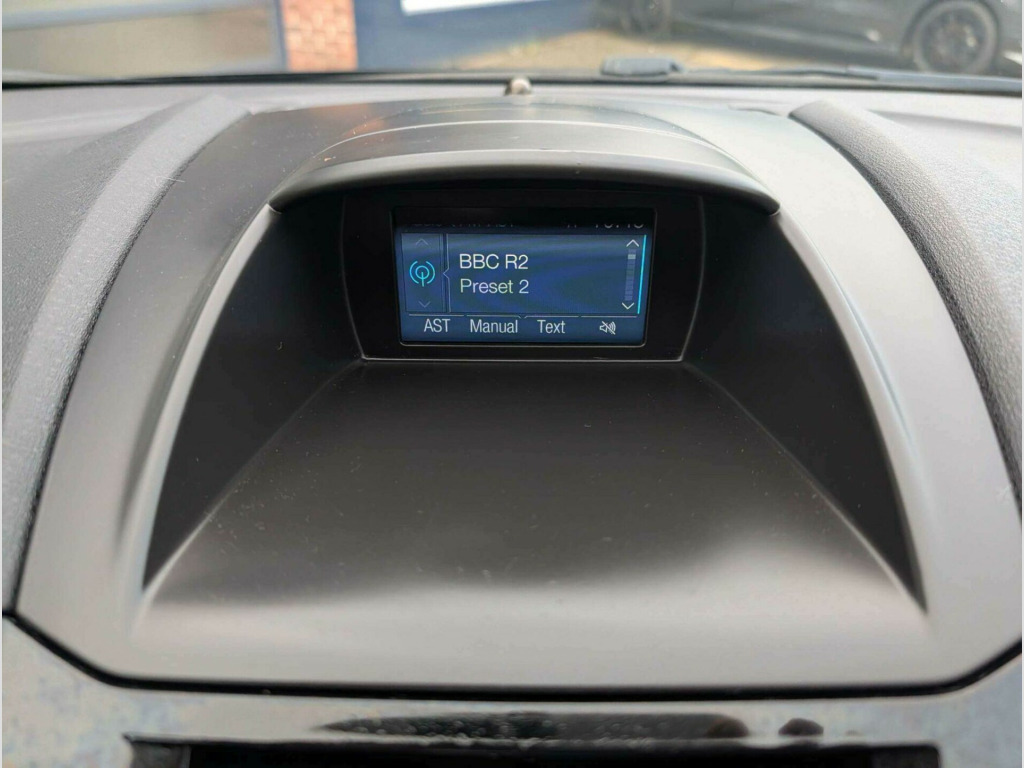 BBC R2
Preset 2
AST Manual Text